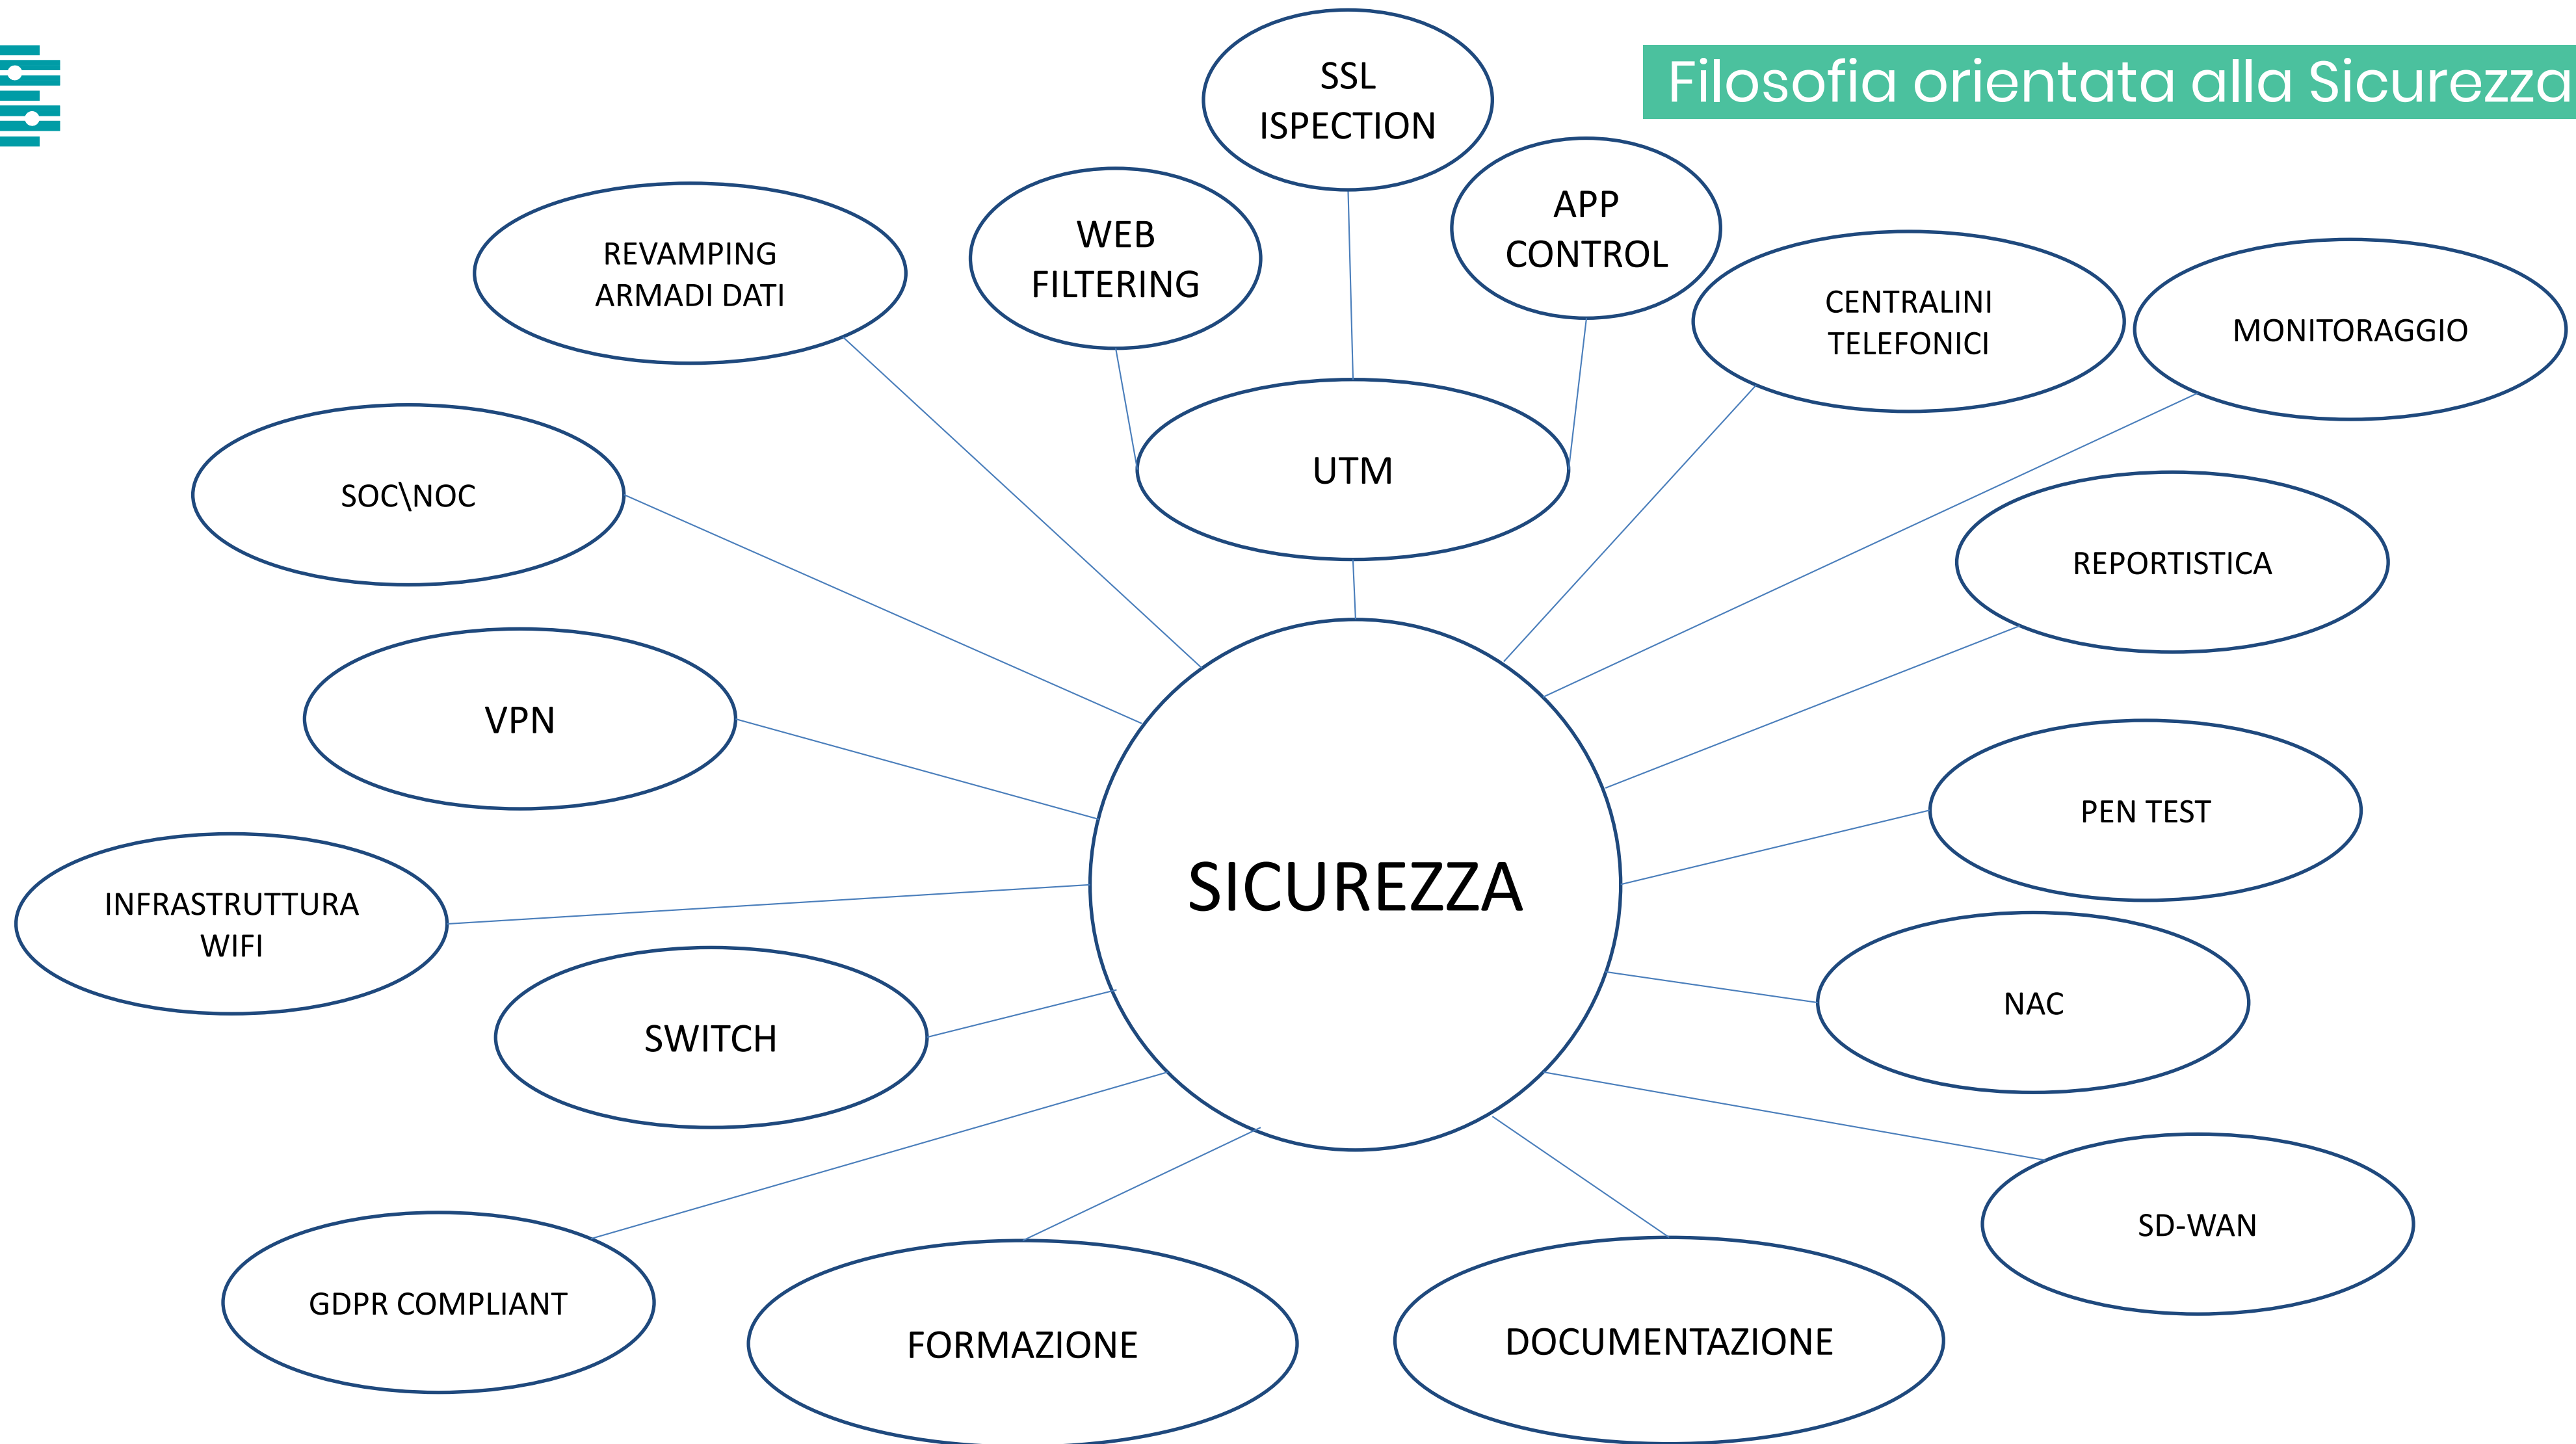 Filosofia orientata alla Sicurezza
SSL
ISPECTION
APP
CONTROL
WEB
FILTERING
REVAMPING
ARMADI DATI
CENTRALINI
TELEFONICI
MONITORAGGIO
UTM
SOC\NOC
REPORTISTICA
VPN
PEN TEST
SICUREZZA
INFRASTRUTTURA
WIFI
NAC
SWITCH
SD-WAN
GDPR COMPLIANT
FORMAZIONE
DOCUMENTAZIONE